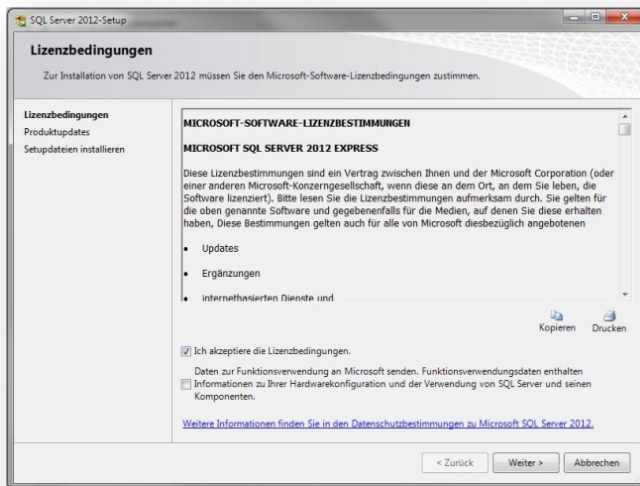 SQL Server 2012-Setup
Lizenzbedingungen
Zur Installation von SQL Server 2012 müssen Sie den Microsoft-Software-Lizenzbedingungen zustimmen.
Lizenzbedingungen
Produktupdates
Setupdateien installieren
MICROSOFT-SOFTWARE-LIZENZBESTIMMUNGEN
MICROSOFT SQL SERVER 2012 EXPRESS
Diese Lizenzbestimmungen sind ein Vertrag zwischen Ihnen und der Microsoft Corporation (oder
einer anderen Microsoft-Konzerngesellschaft, wenn diese an dem Ort, an dem Sie leben, die
Software lizenziert). Bitte lesen Sie die Lizenzbestimmungen aufmerksam durch. Sie gelten für
die oben genannte Software und gegebenenfalls für die Medien, auf denen Sie diese erhalten
haben, Diese Bestimmungen gelten auch für alle von Microsoft diesbezüglich angebotenen
• Updates
• Ergänzungen
• internetbasierten Dienste und
Kopieren
Drucken
Ich akzeptiere die Lizenzbedingungen.
Daten zur Funktionsverwendung an Microsoft senden. Funktionsverwendungsdaten enthalten
Informationen zu Ihrer Hardwarekonfiguration und der Verwendung von SQL Server und seinen
Komponenten.
Weitere Informationen finden Sie in den Datenschutzbestimmungen zu Microsoft SQL Server 2012.
< Zurück
Weiter >
Abbrechen